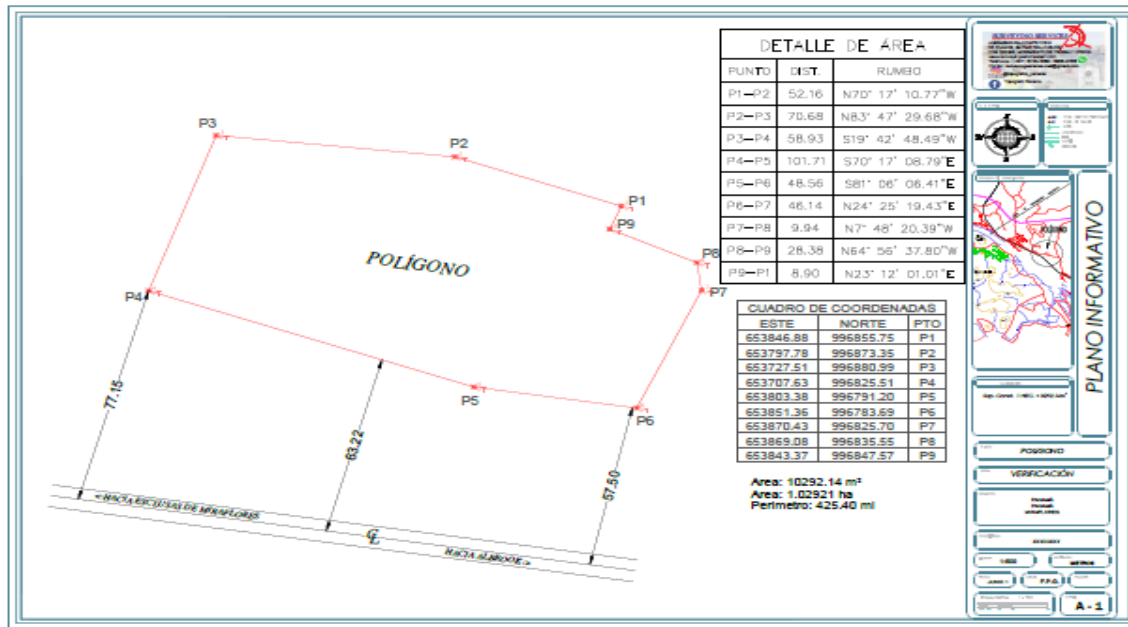 DETALLE DE ÁREA
PUNTO DIST. RUMBO
P1-P2 52.16 N70° 17' 10.77"W
P2-P3 70.68 N83° 47' 29.68"W
P3-P4 58.93 S19° 42' 48.49"W
P4-P5 101.71 S70° 17' 08.79"E
P5-P6 48.56 S81° 06' 06.41"E
P6-P7 46.14 N24° 25' 19.43"E
P7-P8 9.94 N7° 48' 20.39"W
P8-P9 28.38 N64° 56' 37.80"W
P9-P1 8.90 N23° 12' 01.01"E
CUADRO DE COORDENADAS
ESTE NORTE PTO
653846.88 996855.75 P1
653797.78 996873.35 P2
653727.51 996880.99 P3
653707.63 996825.51 P4
653803.38 996791.20 P5
653851.36 996783.69 P6
653870.43 996825.70 P7
653869.08 996835.55 P8
653843.37 996847.57 P9
Area: 10292.14 m²
Area: 1.02921 ha
Perimetro: 425.40 ml
P3
P2
P1
P9
P8
P7
POLÍGONO
P4
P5
P6
77.15
63.22
57.50
<HACIA EXCLUSAS DE MIRAFLORES
CL
HACIA ALBROOK>
PLANO INFORMATIVO
POLIGONO
VERIFICACIÓN
METROS
F.P.G.
A - 1